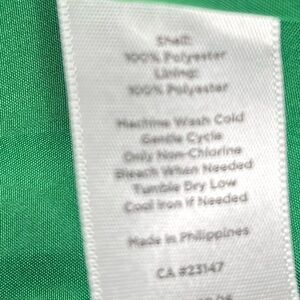 Shell:
100% Polyester
Lining:
100% Polyester
Machine Wash Cold
Gentle Cycle
Only Non-Chlorine
Bleach When Needed
Tumble Dry Low
Cool Iron if Needed
Made in Philippines
CA #23147